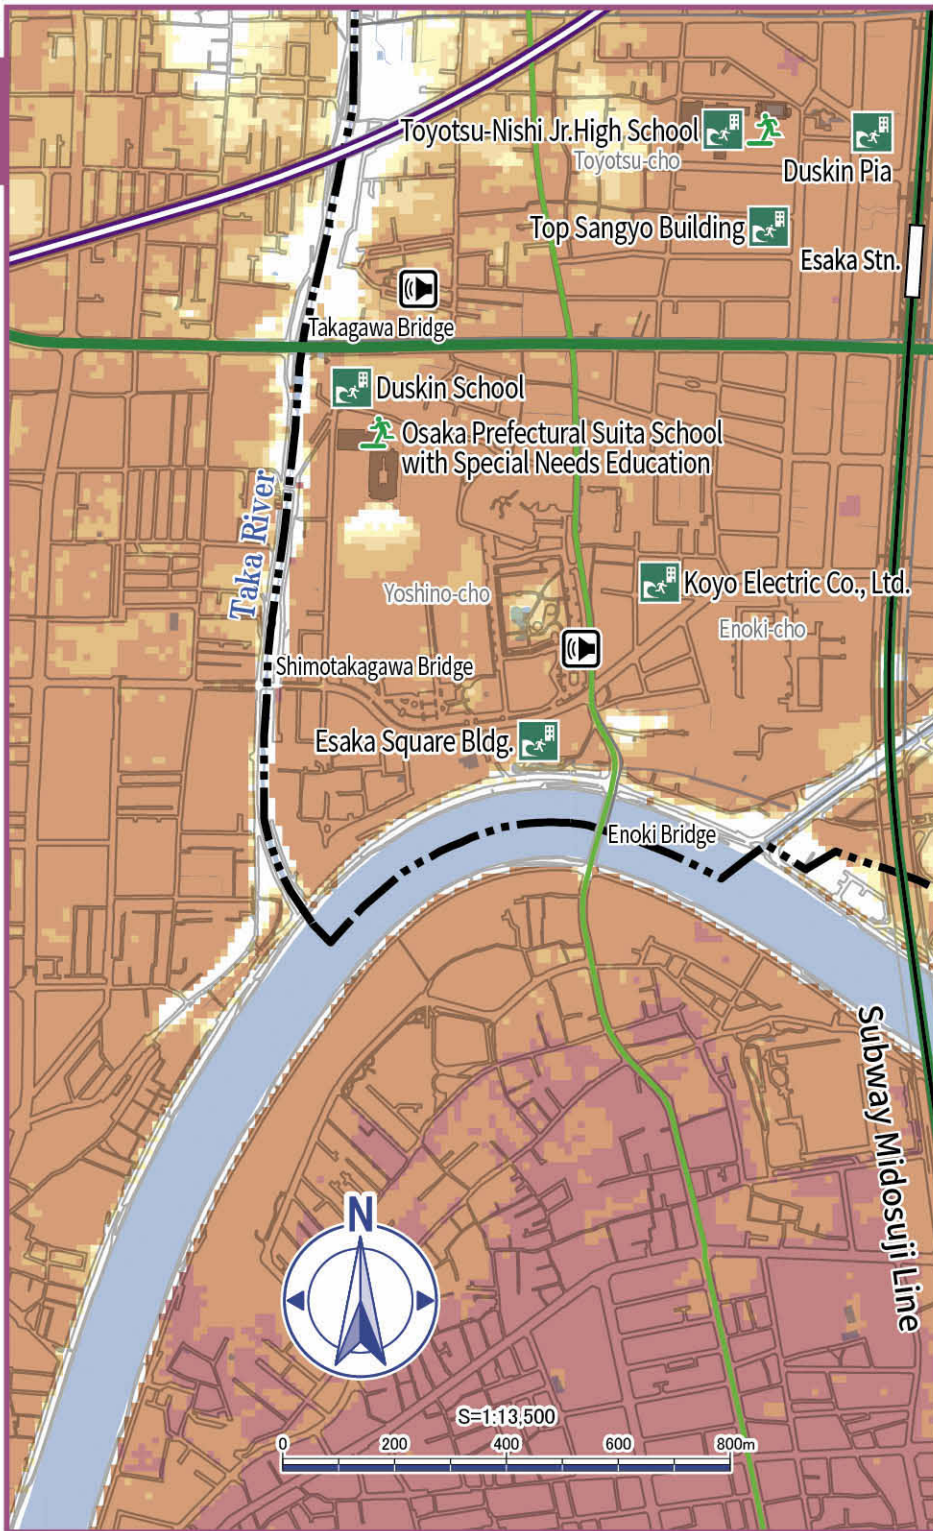 Toyotsu-Nishi Jr.High School
Toyotsu-cho
Duskin Pia
Top Sangyo Building
Esaka Stn.
Takagawa Bridge
Duskin School
Osaka Prefectural Suita School
with Special Needs Education
Taka River
Koyo Electric Co., Ltd.
Yoshino-cho
Enoki-cho
Shimotakagawa Bridge
Esaka Square Bldg.
Enoki Bridge
Subway Midosuji Line
N
S=1:13,500
0 200 400 600 800m